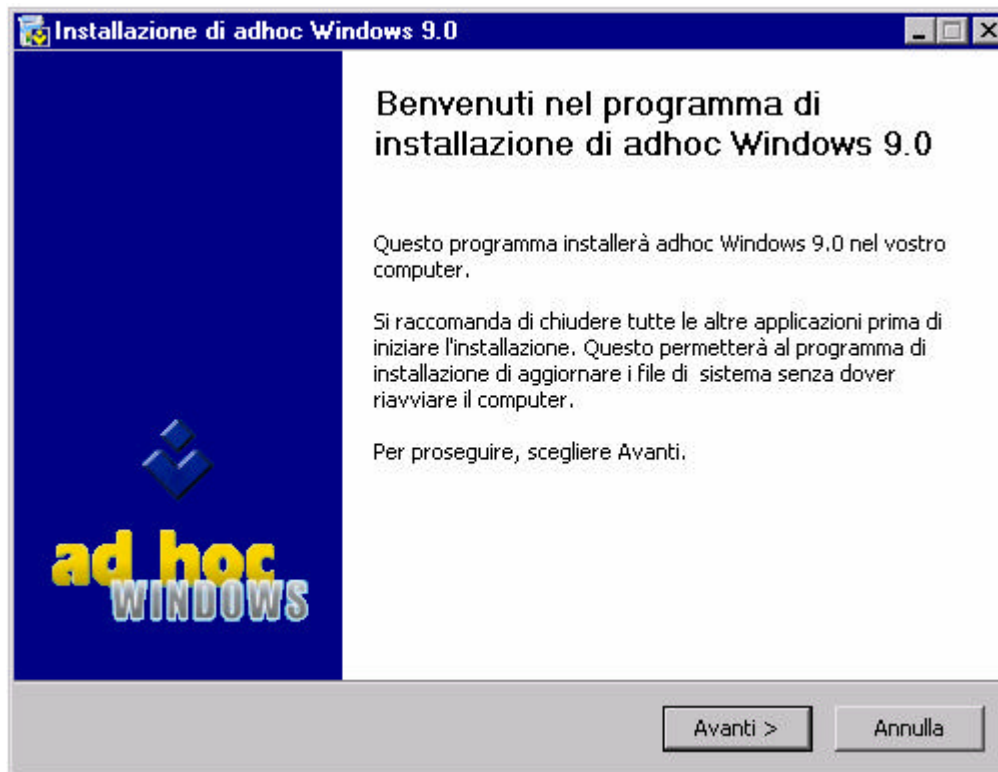 Installazione di adhoc Windows 9.0
Benvenuti nel programma di
installazione di adhoc Windows 9.0
Questo programma installerà adhoc Windows 9.0 nel vostro
computer.
Si raccomanda di chiudere tutte le altre applicazioni prima di
iniziare l'installazione. Questo permetterà al programma di
installazione di aggiornare i file di  sistema senza dover
riavviare il computer.
Per proseguire, scegliere Avanti.
ad hoc
WINDOWS
Avanti >
Annulla